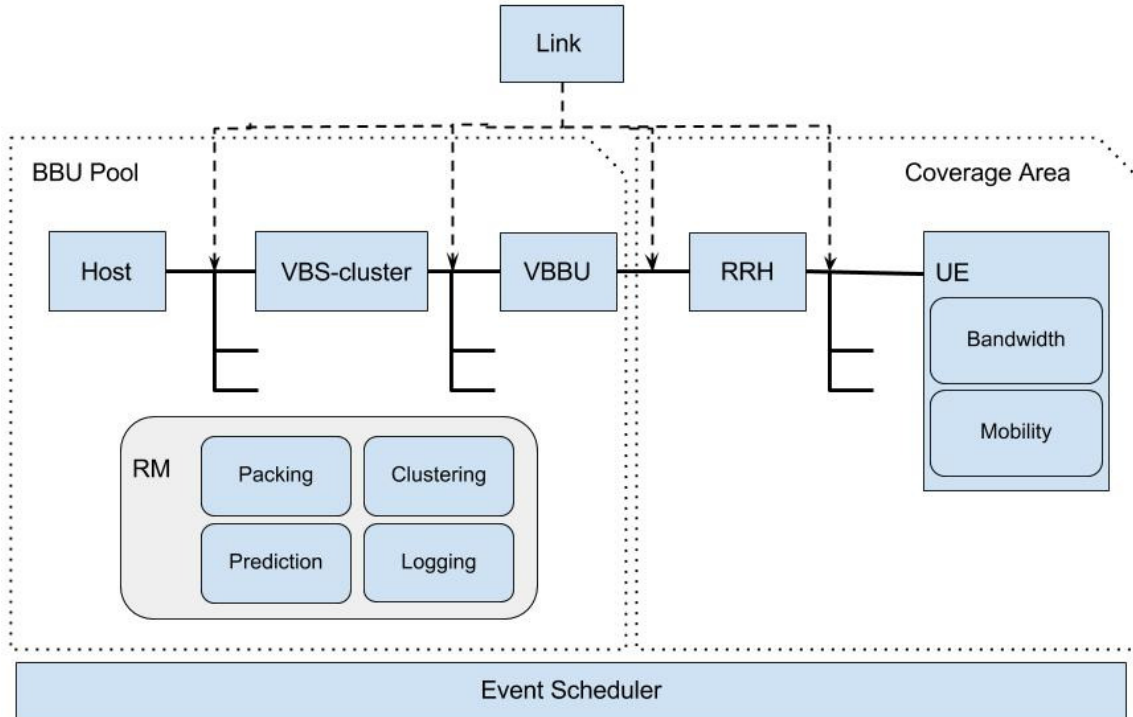 Link
BBU Pool
Coverage Area
Host
VBS-cluster
VBBU
RRH
UE
Bandwidth
Mobility
RM
Packing
Clustering
Prediction
Logging
Event Scheduler